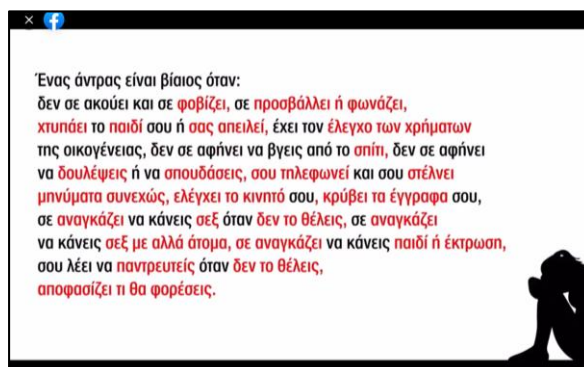 Ένας άντρας είναι βίαιος όταν:
δεν σε ακούει και σε φοβίζει, σε προσβάλλει ή φωνάζει,
χτυπάει το παιδί σου ή σας απειλεί, έχει τον έλεγχο των χρήματων
της οικογένειας, δεν σε αφήνει να βγεις από το σπίτι, δεν σε αφήνει
να δουλέψεις ή να σπουδάσεις, σου τηλεφωνεί και σου στέλνει
μηνύματα συνεχώς, ελέγχει το κινητό σου, κρύβει τα έγγραφα σου,
σε αναγκάζει να κάνεις σεξ όταν δεν το θέλεις, σε αναγκάζει
να κάνεις σεξ με αλλά άτομα, σε αναγκάζει να κάνεις παιδί ή έκτρωση,
σου λέει να παντρευτείς όταν δεν το θέλεις,
αποφασίζει τι θα φορέσεις.